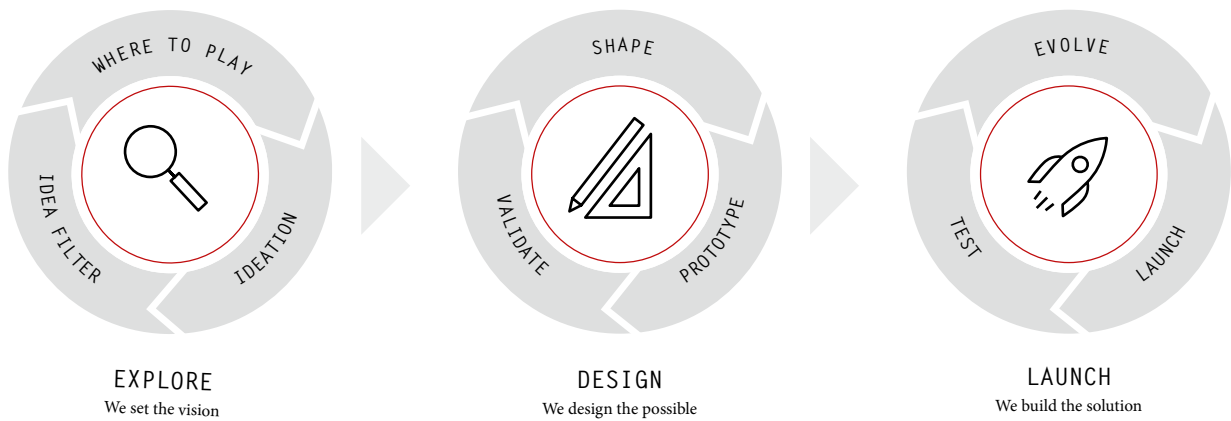 WHERE TO PLAY
IDEATION
IDEA FILTER
EXPLORE
We set the vision
SHAPE
PROTOTYPE
VALIDATE
DESIGN
We design the possible
EVOLVE
LAUNCH
TEST
LAUNCH
We build the solution